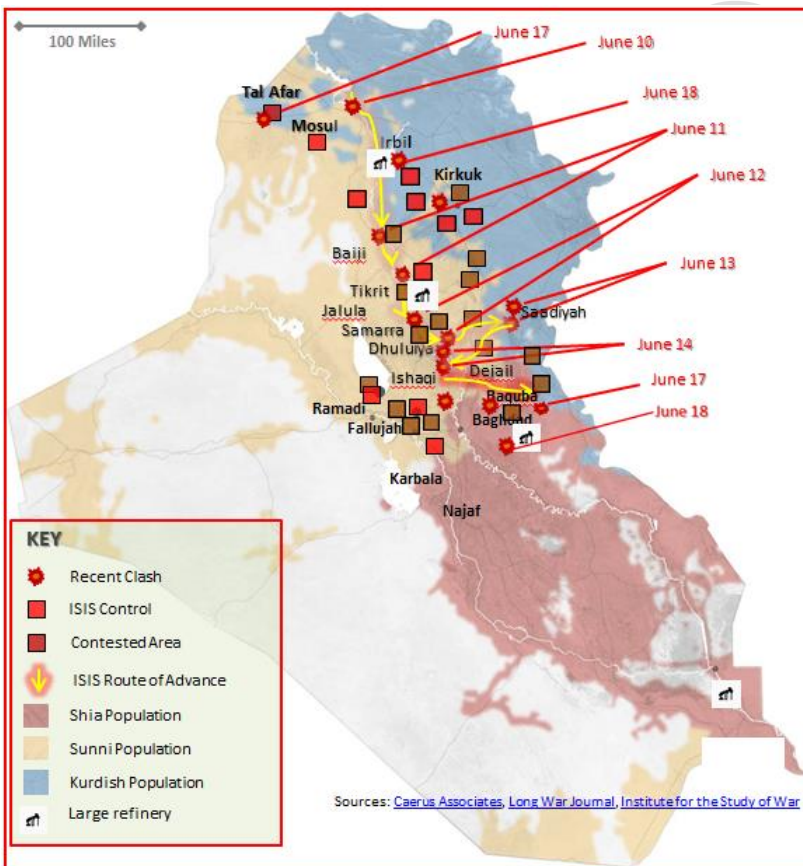 100 Miles
June 17
June 10
Tal Afar
June 18
Mosul
Irbil
June 11
Kirkuk
June 12
Baiji
June 13
Tikrit
Jalula
Saadiyah
Samarra
Dhuluiya
June 14
Dejail
Ishaqi
Baquba
June 17
Ramadi
Baghdad
June 18
Fallujah
Karbala
Najaf
KEY
Recent Clash
ISIS Control
Contested Area
ISIS Route of Advance
Shia Population
Sunni Population
Kurdish Population
Large refinery
Sources: Caerus Associates, Long War Journal, Institute for the Study of War